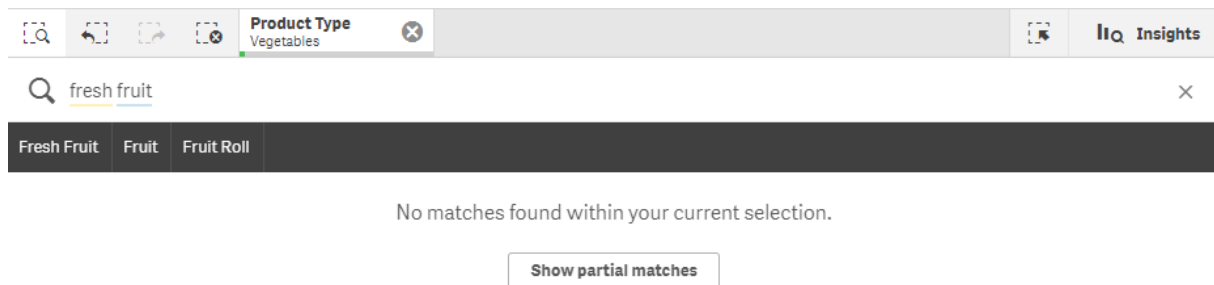 Product Type
Vegetables
Insights
fresh fruit
Fresh Fruit Fruit Fruit Roll
No matches found within your current selection.
Show partial matches